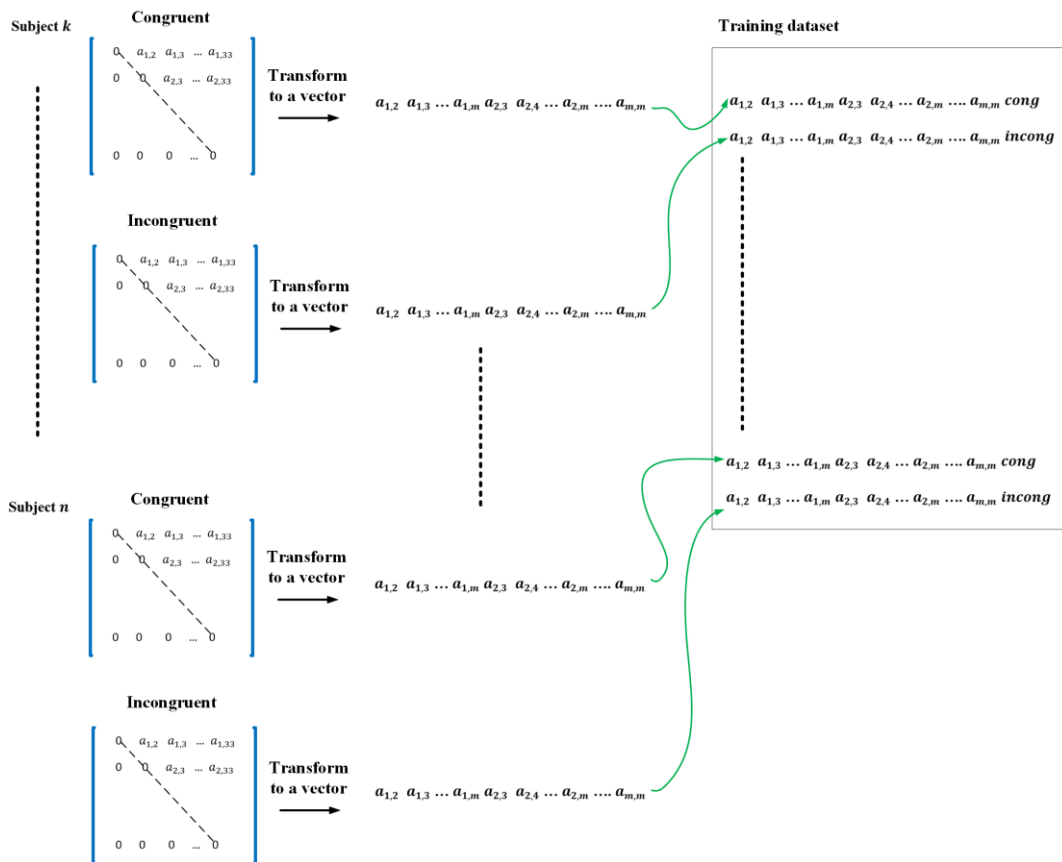 Training dataset
Subject k
Congruent
0 a1,2 a1,3 ... a1,33
0 0 a2,3 ... a2,33
0 0 0 ... 0
Transform
to a vector
a1,2 a1,3 ... a1,m a2,3 a2,4 ... a2,m .... am,m
a1,2 a1,3 ... a1,m a2,3 a2,4 ... a2,m .... am,m cong
a1,2 a1,3 ... a1,m a2,3 a2,4 ... a2,m .... am,m incong
Incongruent
0 a1,2 a1,3 ... a1,33
0 0 a2,3 ... a2,33
0 0 0 ... 0
Transform
to a vector
a1,2 a1,3 ... a1,m a2,3 a2,4 ... a2,m .... am,m
a1,2 a1,3 ... a1,m a2,3 a2,4 ... a2,m .... am,m cong
a1,2 a1,3 ... a1,m a2,3 a2,4 ... a2,m .... am,m incong
Subject n
Congruent
0 a1,2 a1,3 ... a1,33
0 0 a2,3 ... a2,33
0 0 0 ... 0
Transform
to a vector
a1,2 a1,3 ... a1,m a2,3 a2,4 ... a2,m .... am,m
Incongruent
0 a1,2 a1,3 ... a1,33
0 0 a2,3 ... a2,33
0 0 0 ... 0
Transform
to a vector
a1,2 a1,3 ... a1,m a2,3 a2,4 ... a2,m .... am,m